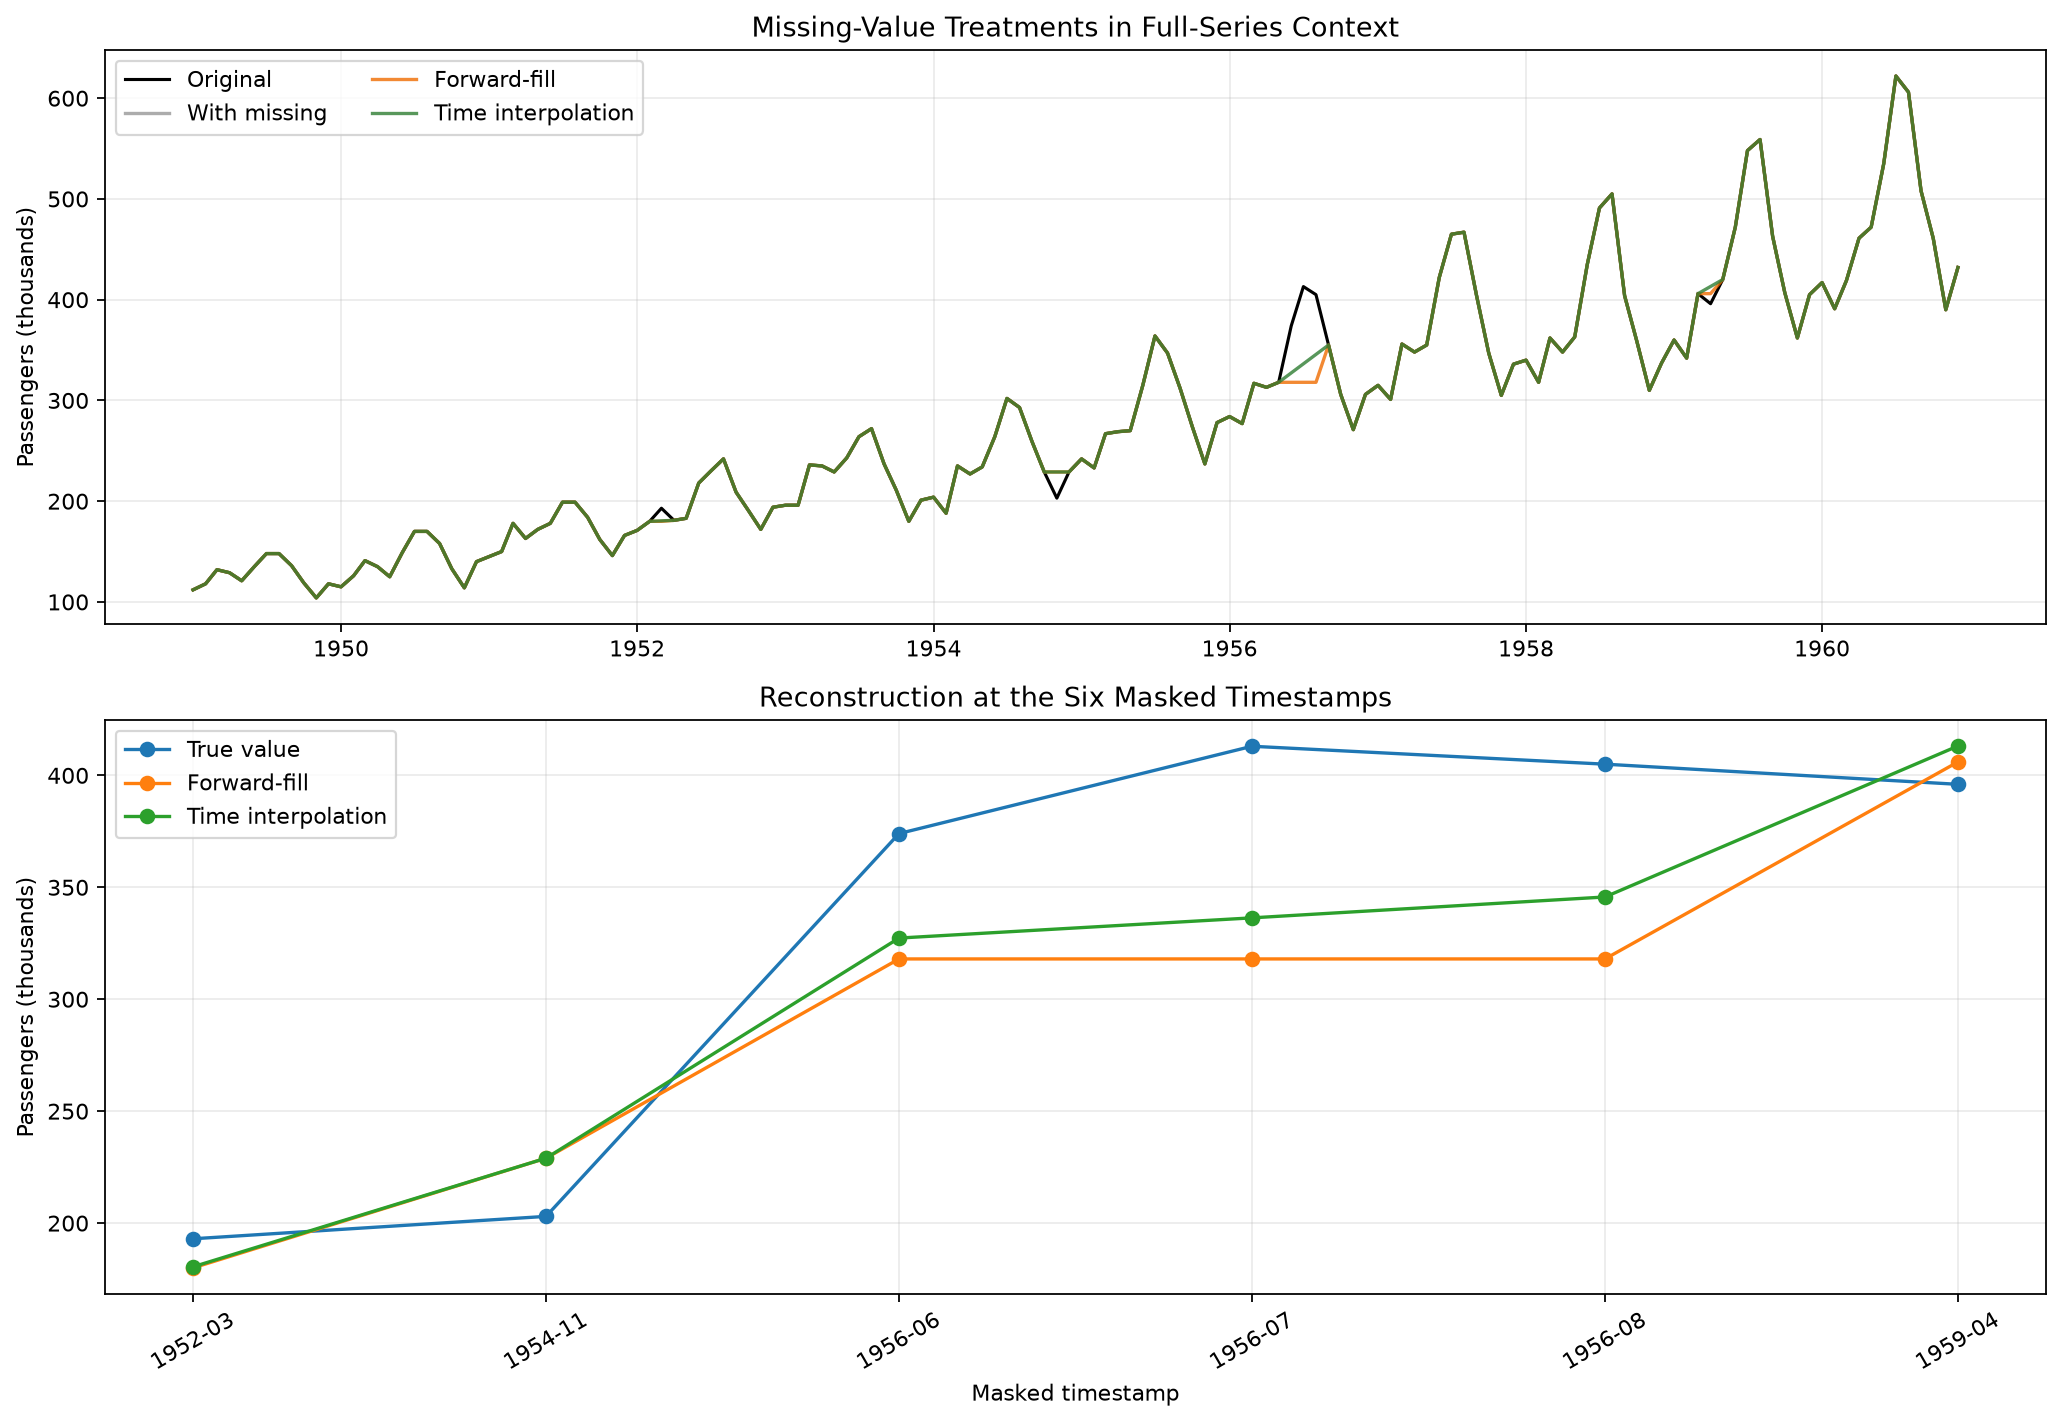 Missing-Value Treatments in Full-Series Context
Original
With missing
Forward-fill
Time interpolation
Passengers (thousands)
600
500
400
300
200
100
1950
1952
1954
1956
1958
1960
Reconstruction at the Six Masked Timestamps
True value
Forward-fill
Time interpolation
Passengers (thousands)
400
350
300
250
200
1952-03
1954-11
1956-06
1956-07
1956-08
1959-04
Masked timestamp